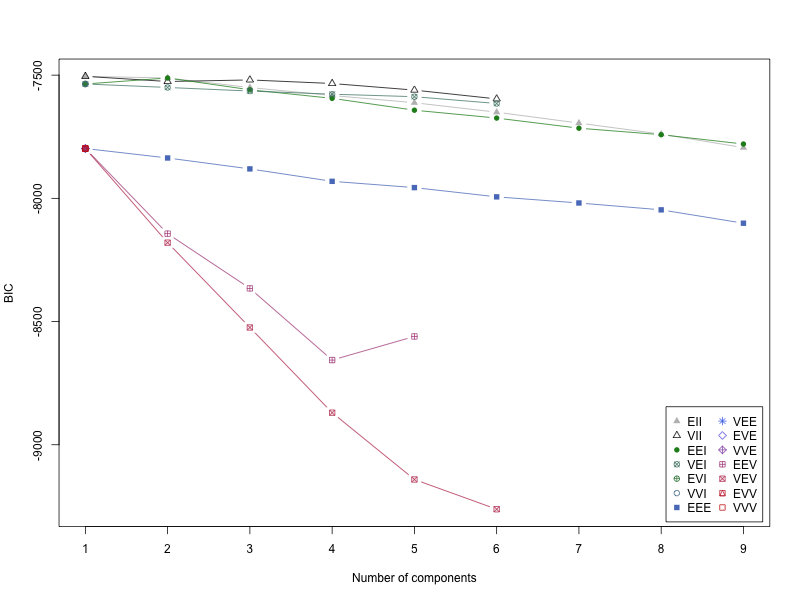 -7500
-8000
-8500
-9000
BIC
1 2 3 4 5 6 7 8 9
Number of components
EII VEE
VII EVE
EEI VVE
VEI EEV
EVI VEV
VVI EVV
EEE VVV